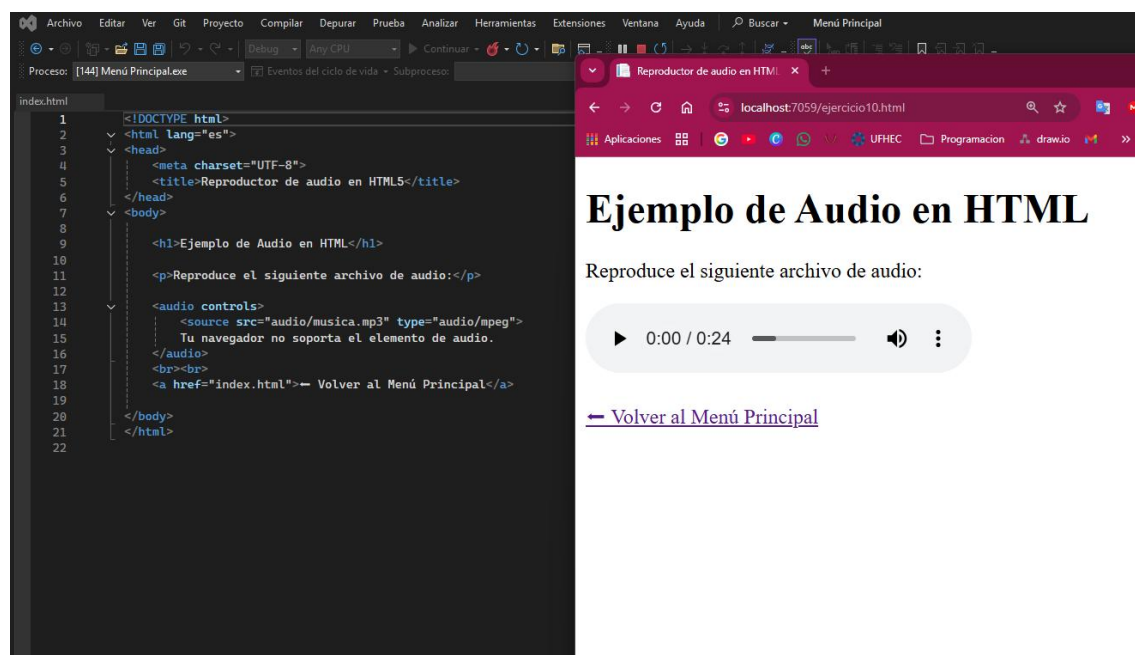 Archivo Editar Ver Git Proyecto Compilar Depurar Prueba Analizar Herramientas Extensiones Ventana Ayuda Buscar Menú Principal
Debug Any CPU Continuar
Proceso: [144] Menú Principal.exe Eventos del ciclo de vida Subproceso:
index.html
1 <!DOCTYPE html>
2 <html lang="es">
3 <head>
4 <meta charset="UTF-8">
5 <title>Reproductor de audio en HTML5</title>
6 </head>
7 <body>
8
9 <h1>Ejemplo de Audio en HTML</h1>
10
11 <p>Reproduce el siguiente archivo de audio:</p>
12
13 <audio controls>
14 <source src="audio/musica.mp3" type="audio/mpeg">
15 Tu navegador no soporta el elemento de audio.
16 </audio>
17 <br><br>
18 <a href="index.html">← Volver al Menú Principal</a>
19
20 </body>
21 </html>
22
Reproductor de audio en HTML
localhost:7059/ejercicio10.html
Aplicaciones UFHEC Programacion draw.io »
Ejemplo de Audio en HTML
Reproduce el siguiente archivo de audio:
0:00 / 0:24
← Volver al Menú Principal